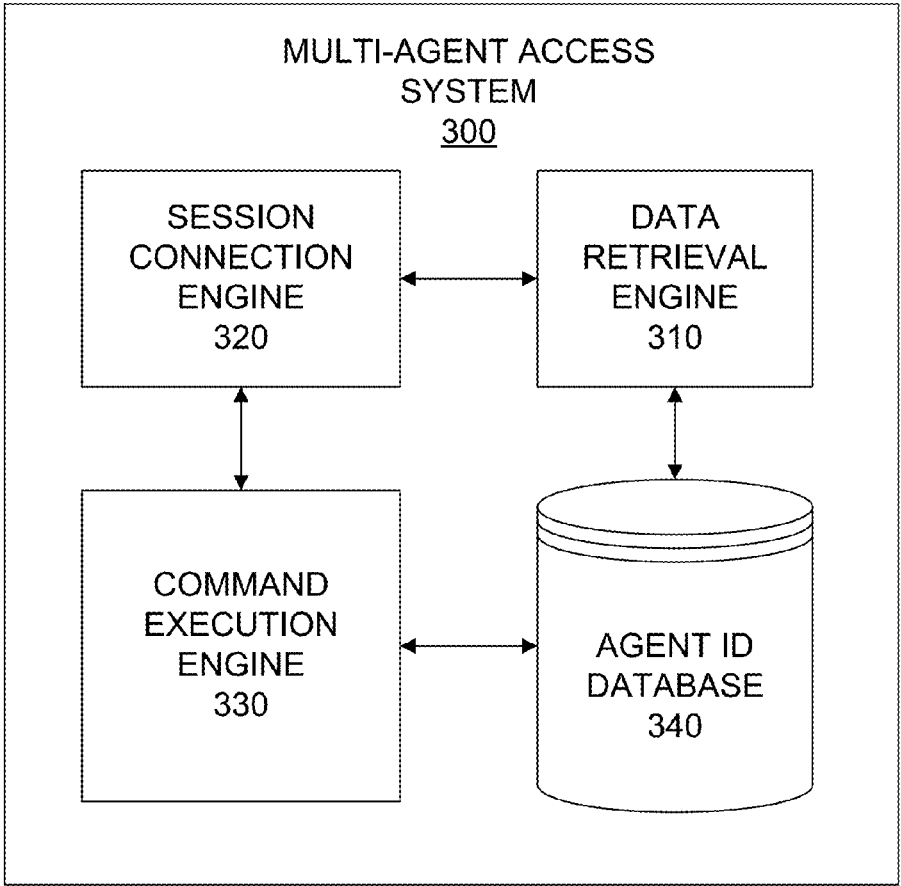 MULTI-AGENT ACCESS
SYSTEM
300
SESSION
CONNECTION
ENGINE
320
DATA
RETRIEVAL
ENGINE
310
COMMAND
EXECUTION
ENGINE
330
AGENT ID
DATABASE
340